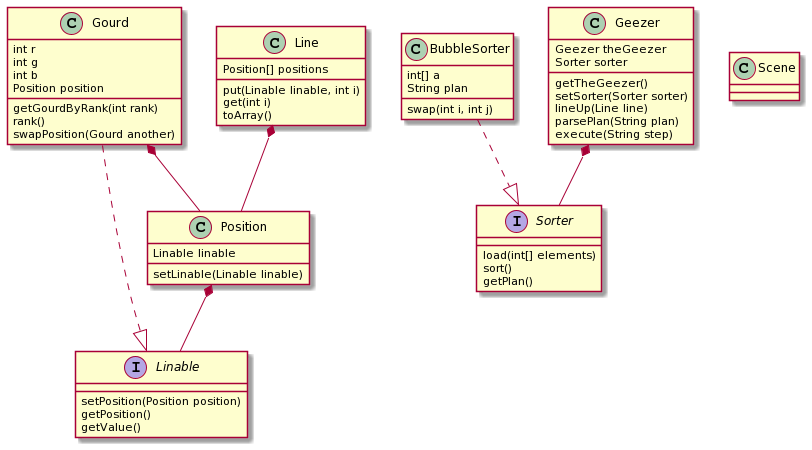 C Gourd
int r
int g
int b
Position position
getGourdByRank(int rank)
rank()
swapPosition(Gourd another)
C Line
Position[] positions
put(Linable linable, int i)
get(int i)
toArray()
C BubbleSorter
int[] a
String plan
swap(int i, int j)
C Geezer
Geezer theGeezer
Sorter sorter
getTheGeezer()
setSorter(Sorter sorter)
lineUp(Line line)
parsePlan(String plan)
execute(String step)
C Scene
C Position
Linable linable
setLinable(Linable linable)
I Sorter
load(int[] elements)
sort()
getPlan()
I Linable
setPosition(Position position)
getPosition()
getValue()